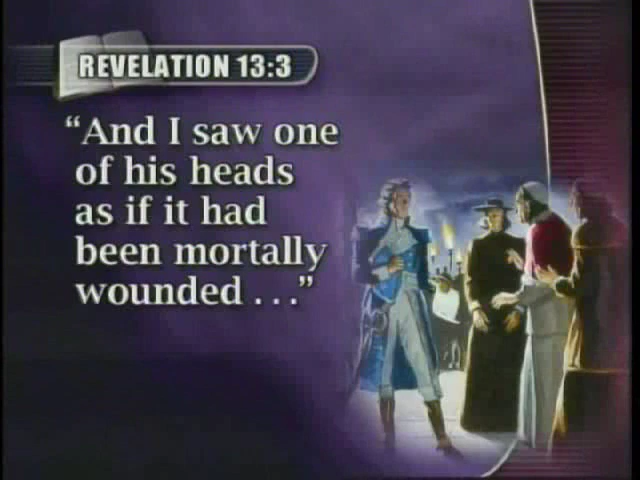 REVELATION 13:3
“And I saw one
of his heads
as if it had
been mortally
wounded . . .”